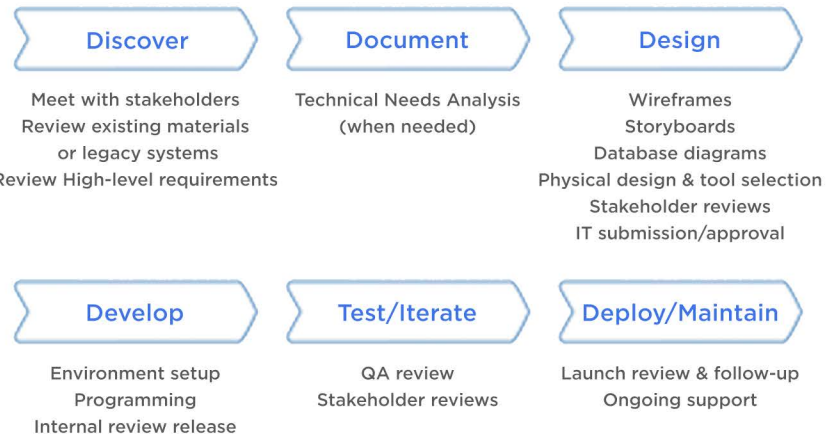 Discover
Meet with stakeholders
Review existing materials
or legacy systems
Review High-level requirements
Document
Technical Needs Analysis
(when needed)
Design
Wireframes
Storyboards
Database diagrams
Physical design & tool selection
Stakeholder reviews
IT submission/approval
Develop
Environment setup
Programming
Internal review release
Test/Iterate
QA review
Stakeholder reviews
Deploy/Maintain
Launch review & follow-up
Ongoing support